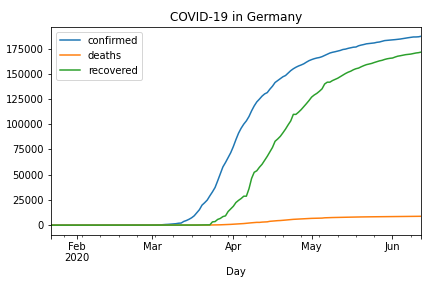 COVID-19 in Germany
confirmed
deaths
recovered
175000
150000
125000
100000
75000
50000
25000
0
Feb Mar Apr May Jun
2020
Day